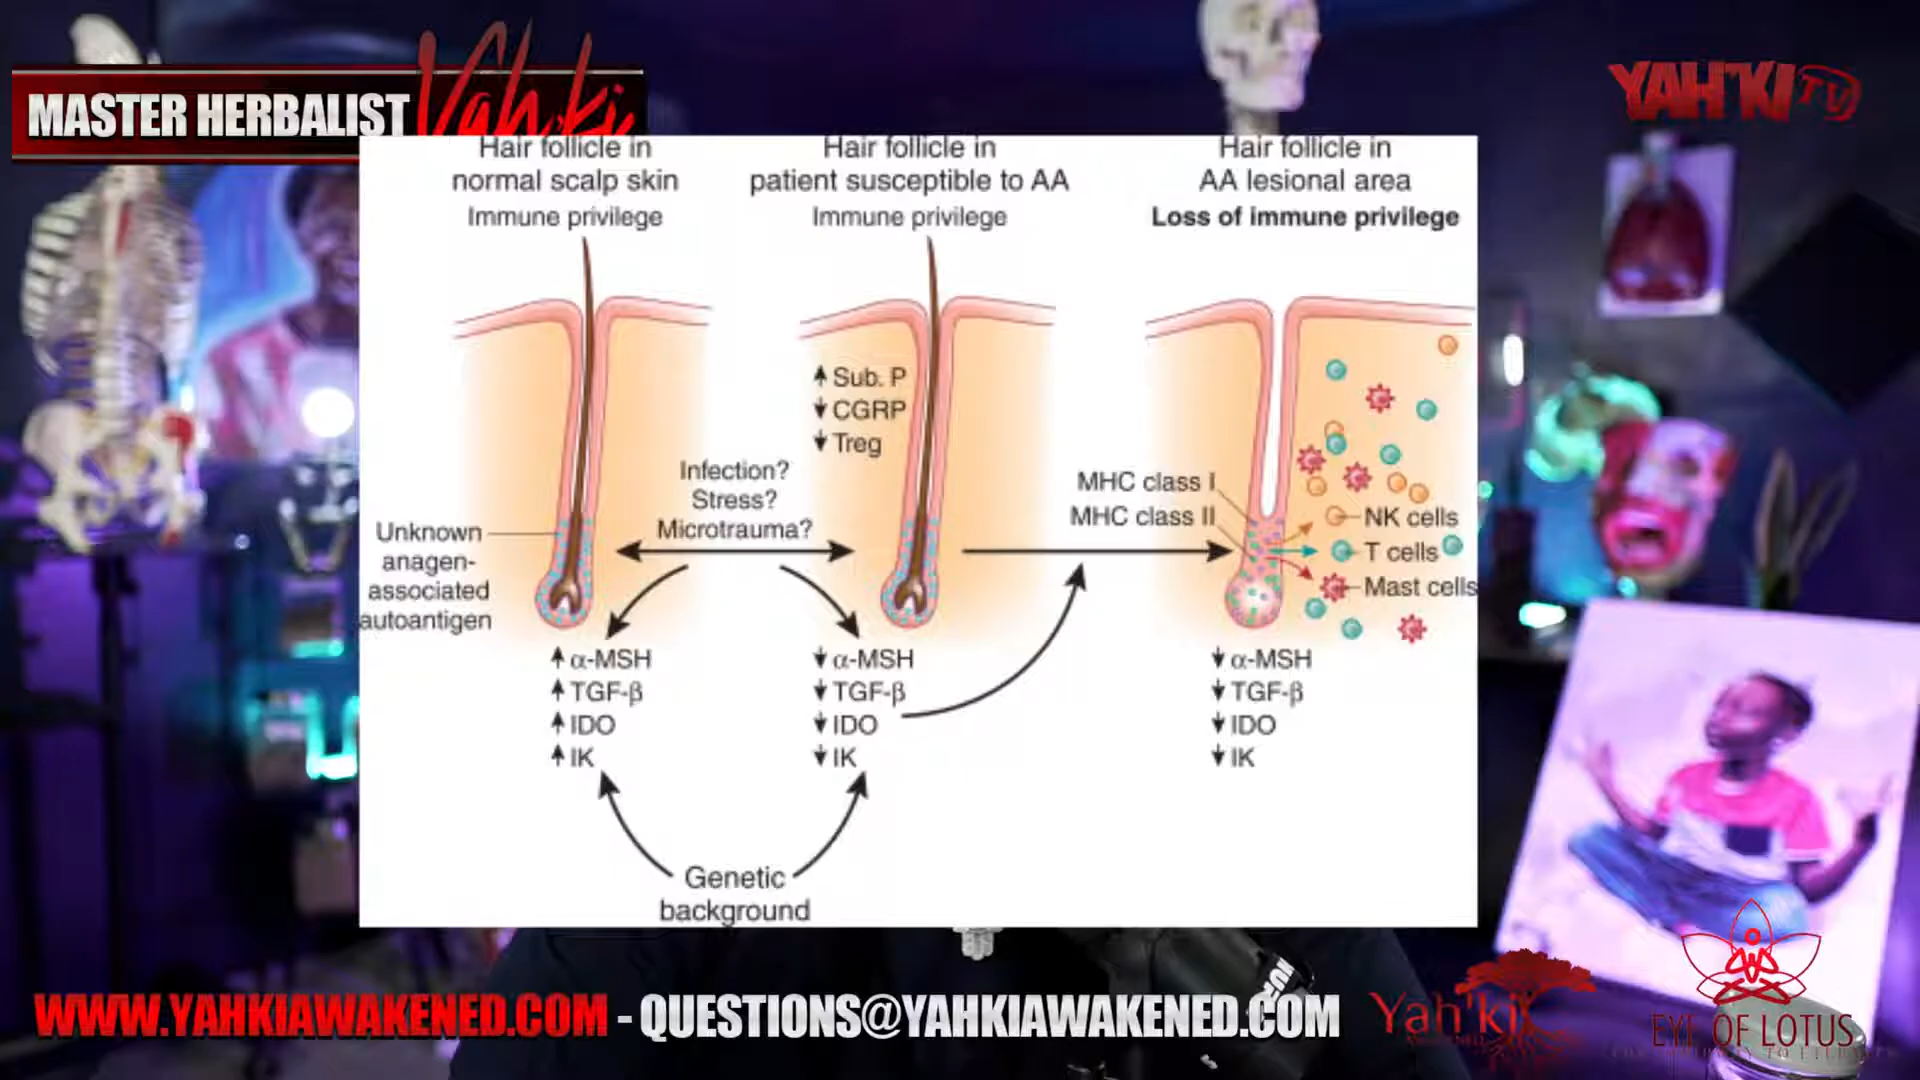 MASTER HERBALIST
Yah'ki
YAH'KI TV
Hair follicle in
normal scalp skin
Immune privilege
Hair follicle in
patient susceptible to AA
Immune privilege
Hair follicle in
AA lesional area
Loss of immune privilege
Sub. P
CGRP
Treg
Infection?
Stress?
Microtrauma?
Unknown
anagen-
associated
autoantigen
MHC class I
MHC class II
NK cells
T cells
Mast cells
α-MSH
TGF-β
IDO
IK
α-MSH
TGF-β
IDO
IK
α-MSH
TGF-β
IDO
IK
Genetic
background
WWW.YAHKIAWAKENED.COM - QUESTIONS@YAHKIAWAKENED.COM
Yah'ki
AWAKENED
EYE OF LOTUS